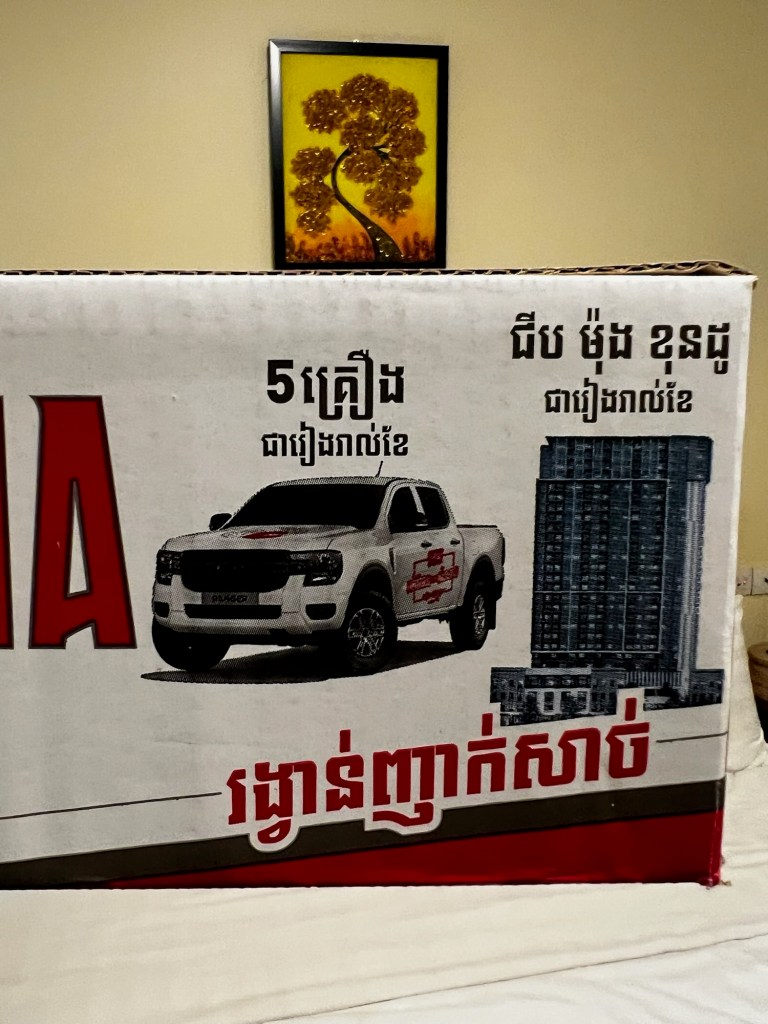 ជីប ម៉ុង ខុនដូ
ជារៀងរាល់ខែ
5គ្រឿង
ជារៀងរាល់ខែ
RANGER
រង្វាន់ញាក់សាច់